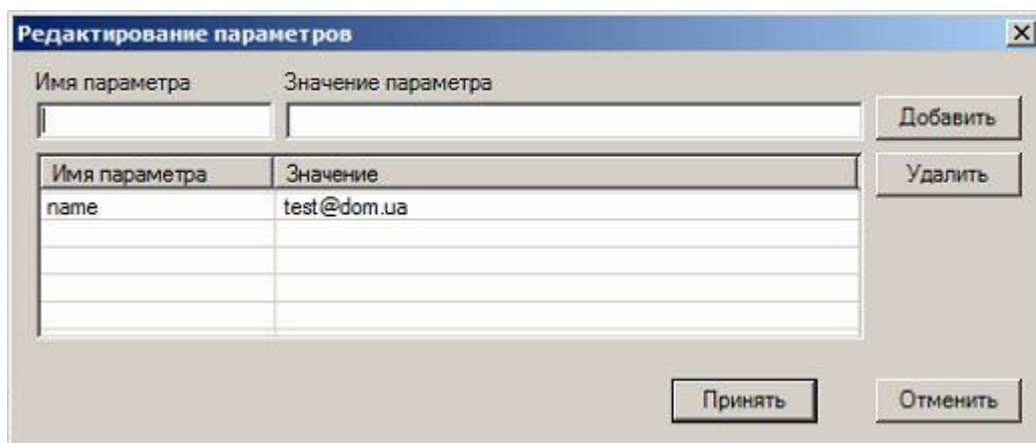 Редактирование параметров
Имя параметра Значение параметра
Добавить
Имя параметра Значение
Удалить
name test@dom.ua
Принять Отменить